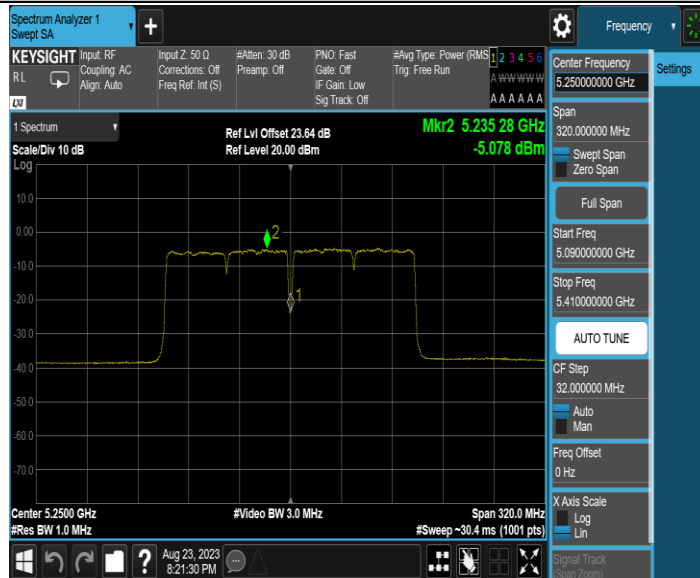 Spectrum Analyzer 1
Swept SA
+
Frequency
KEYSIGHT
RL
LXI
Input: RF
Coupling: AC
Align: Auto
Input Z: 50 Ω
Corrections: Off
Freq Ref: Int (S)
#Atten: 30 dB
Preamp: Off
PNO: Fast
Gate: Off
IF Gain: Low
Sig Track: Off
#Avg Type: Power (RMS
Trig: Free Run
1 2 3 4 5 6
A W W W W W
A A A A A A
1 Spectrum
Scale/Div 10 dB
Log
Ref Lvl Offset 23.64 dB
Ref Level 20.00 dBm
Mkr2 5.235 28 GHz
-5.078 dBm
10.0
0.00
-10.0
-20.0
-30.0
-40.0
-50.0
-60.0
-70.0
2
1
Center 5.2500 GHz
#Res BW 1.0 MHz
#Video BW 3.0 MHz
Span 320.0 MHz
#Sweep ~30.4 ms (1001 pts)
?
Aug 23, 2023
8:21:30 PM
Center Frequency
5.250000000 GHz
Settings
Span
320.000000 MHz
Swept Span
Zero Span
Full Span
Start Freq
5.090000000 GHz
Stop Freq
5.410000000 GHz
AUTO TUNE
CF Step
32.000000 MHz
Auto
Man
Freq Offset
0 Hz
X Axis Scale
Log
Lin
Signal Track
(Span Zoom)